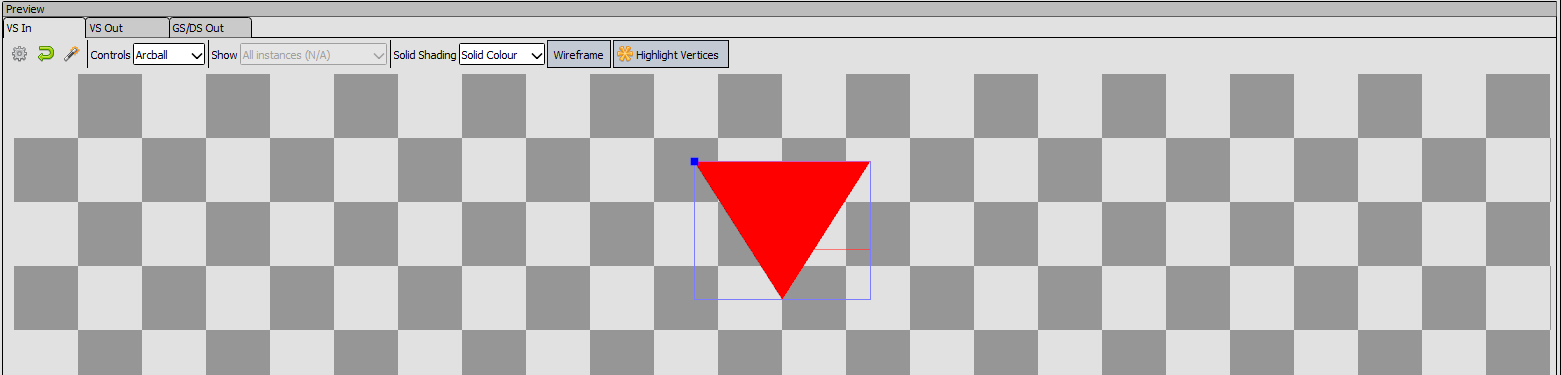 Preview
VS In VS Out GS/DS Out
Controls Arcball Show All instances (N/A) Solid Shading Solid Colour Wireframe Highlight Vertices